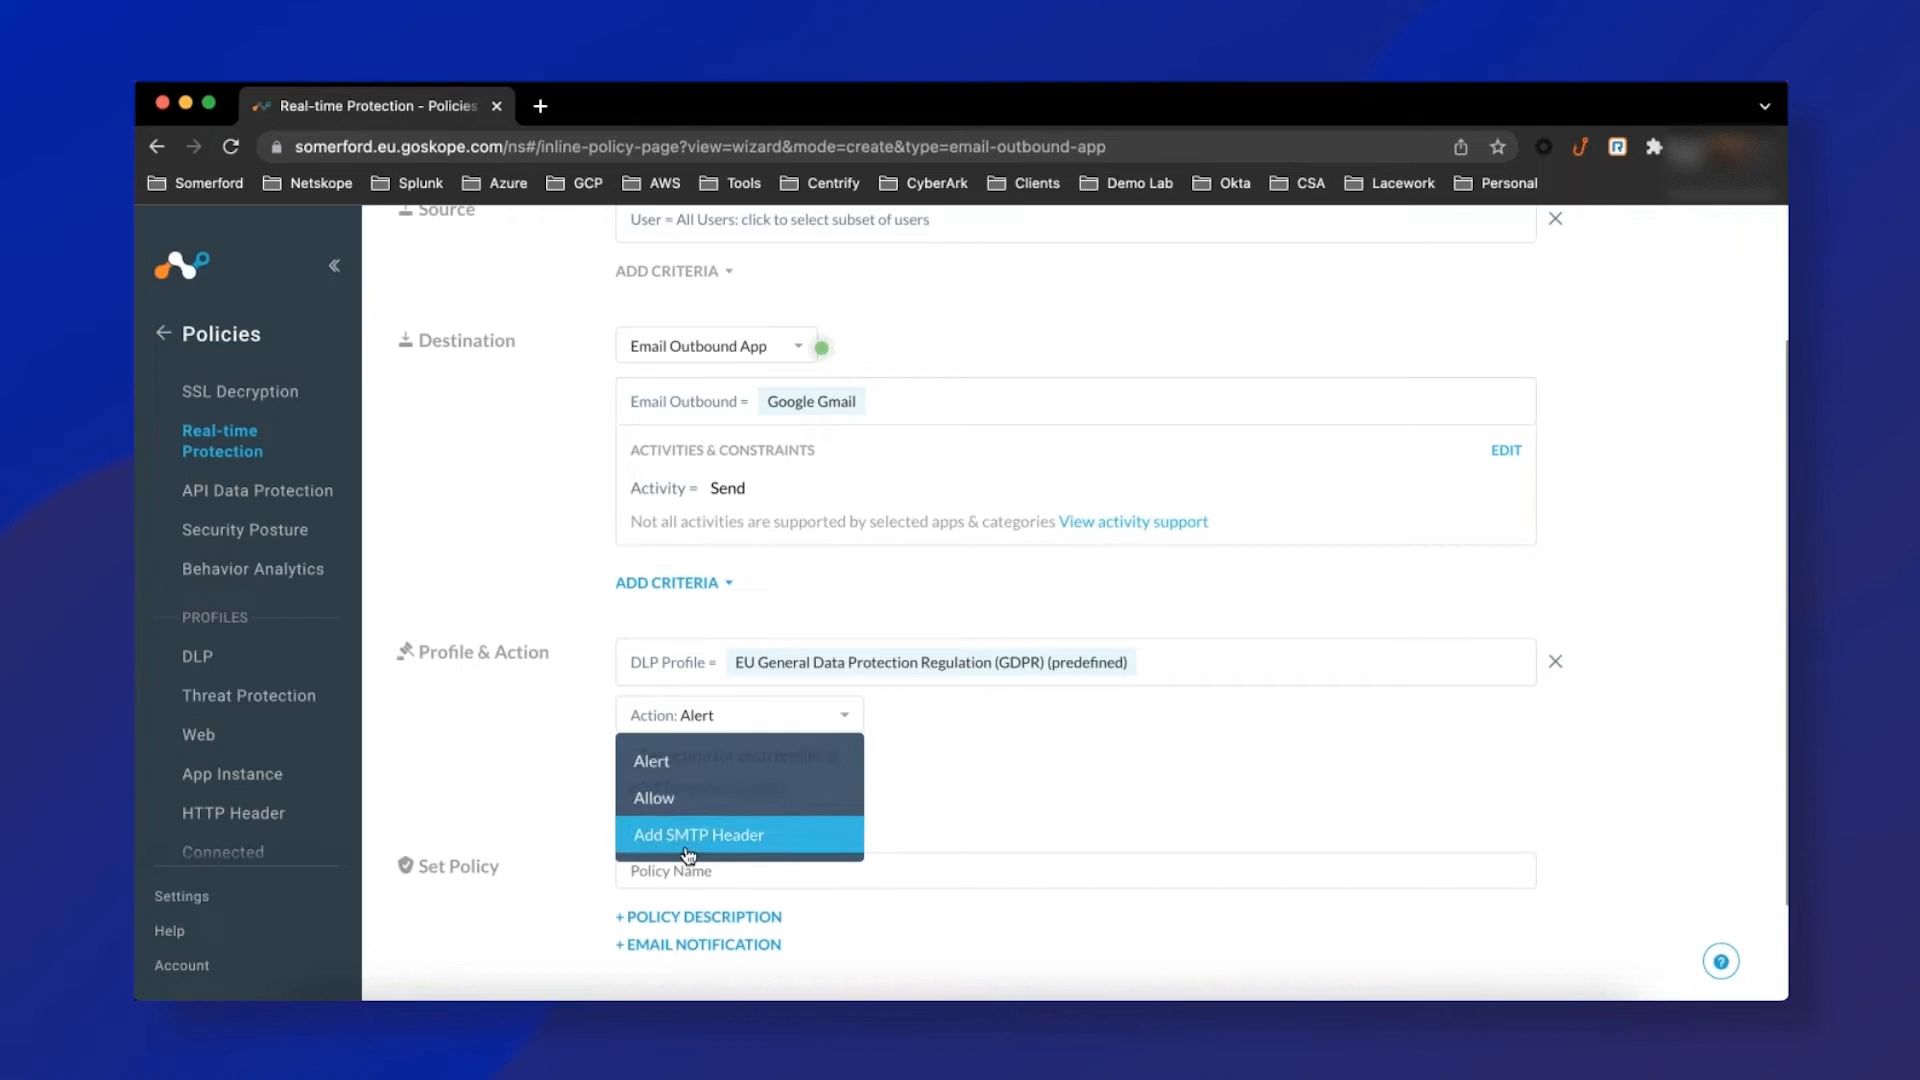 Real-time Protection - Policies
somerford.eu.goskope.com/ns#/inline-policy-page?view=wizard&mode=create&type=email-outbound-app
Somerford Netskope Splunk Azure GCP AWS Tools Centrify CyberArk Clients Demo Lab Okta CSA Lacework Personal
Policies
SSL Decryption
Real-time
Protection
API Data Protection
Security Posture
Behavior Analytics
PROFILES
DLP
Threat Protection
Web
App Instance
HTTP Header
Connected
Settings
Help
Account
Source
User = All Users: click to select subset of users
ADD CRITERIA
Destination
Email Outbound App
Email Outbound = Google Gmail
ACTIVITIES & CONSTRAINTS
EDIT
Activity = Send
Not all activities are supported by selected apps & categories View activity support
ADD CRITERIA
Profile & Action
DLP Profile = EU General Data Protection Regulation (GDPR) (predefined)
Action: Alert
Alert
Allow
Add SMTP Header
Set Policy
Policy Name
+ POLICY DESCRIPTION
+ EMAIL NOTIFICATION